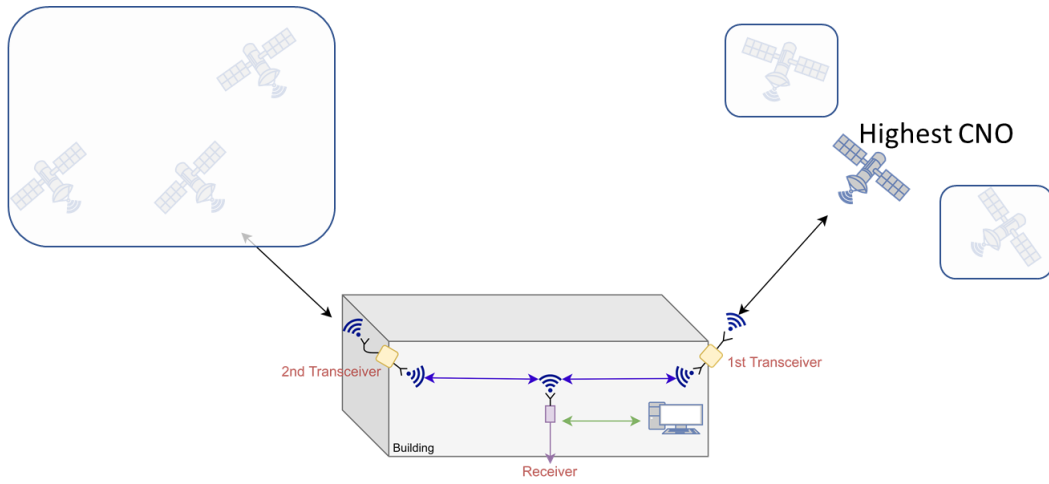 Highest CNO
2nd Transceiver
1st Transceiver
Building
Receiver